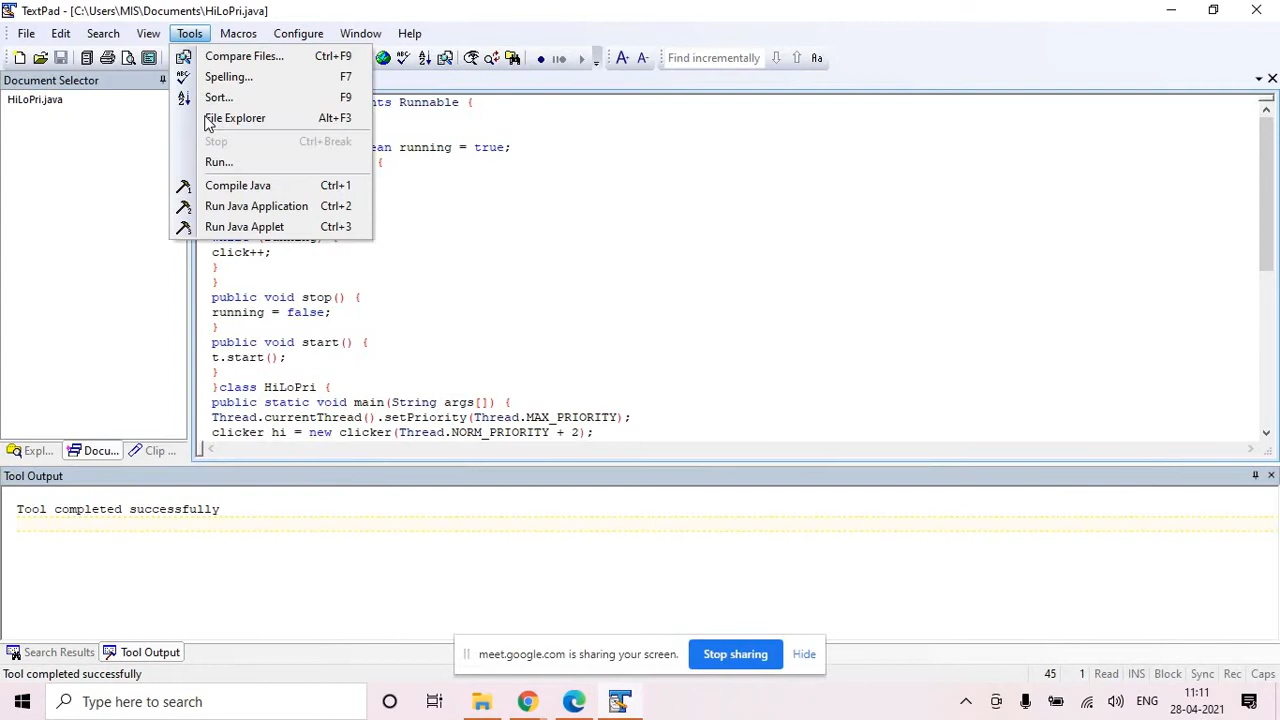 TextPad - [C:\Users\MIS\Documents\HiLoPri.java]
File Edit Search View Tools Macros Configure Window Help
Find incrementally
Document Selector
HiLoPri.java
Compare Files... Ctrl+F9
Spelling... F7
Sort... F9
File Explorer Alt+F3
Stop Ctrl+Break
Run...
Compile Java Ctrl+1
Run Java Application Ctrl+2
Run Java Applet Ctrl+3
Runnable {
running = true;
{
click++;
}
}
public void stop() {
running = false;
}
public void start() {
t.start();
}
}class HiLoPri {
public static void main(String args[]) {
Thread.currentThread().setPriority(Thread.MAX_PRIORITY);
clicker hi = new clicker(Thread.NORM_PRIORITY + 2);
Expl... Docu... Clip ...
Tool Output
Tool completed successfully
Search Results Tool Output
meet.google.com is sharing your screen. Stop sharing Hide
Tool completed successfully 45 1 Read INS Block Sync Rec Caps
Type here to search ENG 11:11
28-04-2021